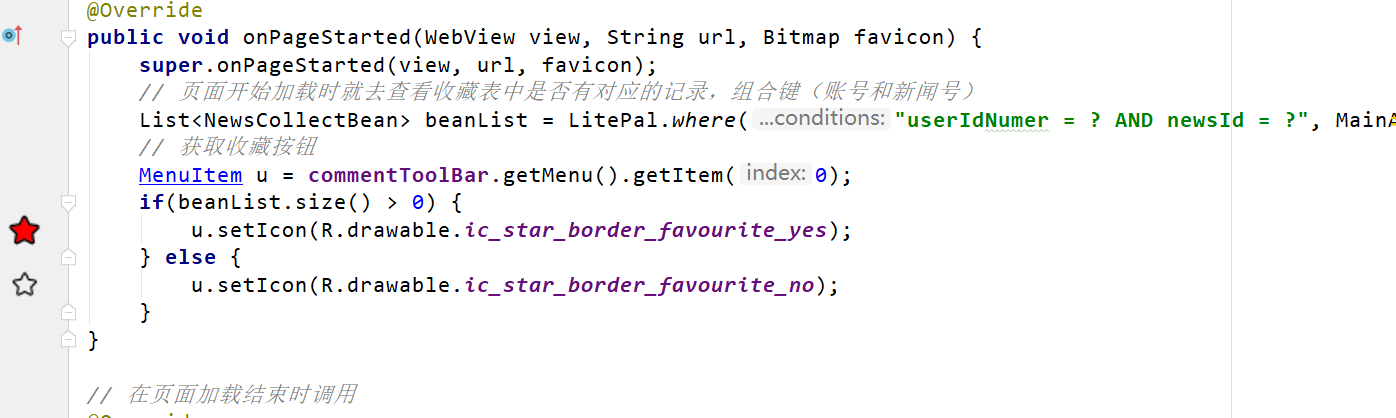 @Override
public void onPageStarted(WebView view, String url, Bitmap favicon) {
super.onPageStarted(view, url, favicon);
// 页面开始加载时就去查看收藏表中是否有对应的记录，组合键（账号和新闻号）
List<NewsCollectBean> beanList = LitePal.where( ...conditions: "userIdNumer = ? AND newsId = ?", MainA
// 获取收藏按钮
MenuItem u = commentToolBar.getMenu().getItem( index: 0);
if(beanList.size() > 0) {
u.setIcon(R.drawable.ic_star_border_favourite_yes);
} else {
u.setIcon(R.drawable.ic_star_border_favourite_no);
}
}
// 在页面加载结束时调用